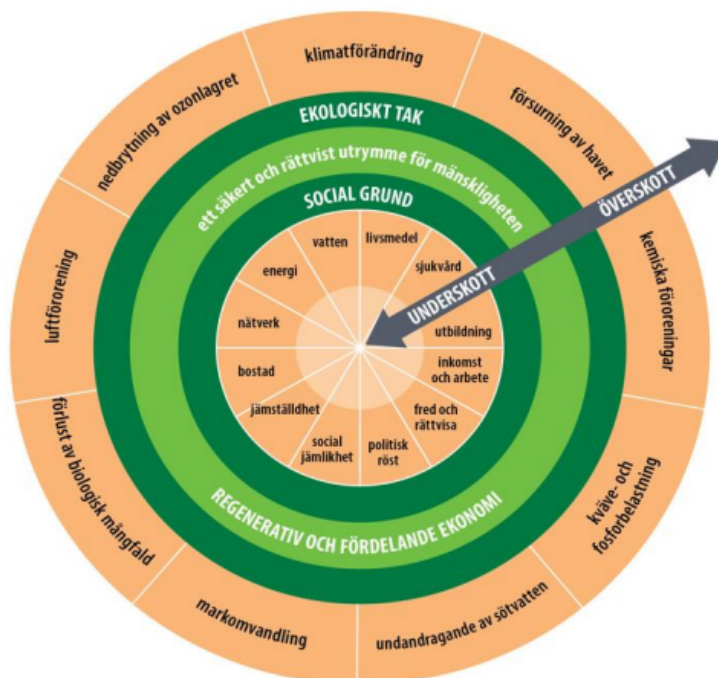 klimatförändring
försurning av havet
kemiska föroreningar
kväve- och
fosforbelastning
undandragande av sötvatten
markomvandling
förlust av biologisk mångfald
luftförorening
nedbrytning av ozonlagret
EKOLOGISKT TAK
ett säkert och rättvist utrymme för mänskligheten
SOCIAL GRUND
ÖVERSKOTT
UNDERSKOTT
vatten
livsmedel
sjukvård
utbildning
inkomst
och arbete
fred och
rättvisa
politisk
röst
social
jämlikhet
jämställdhet
bostad
nätverk
energi
REGENERATIV OCH FÖRDELANDE EKONOMI